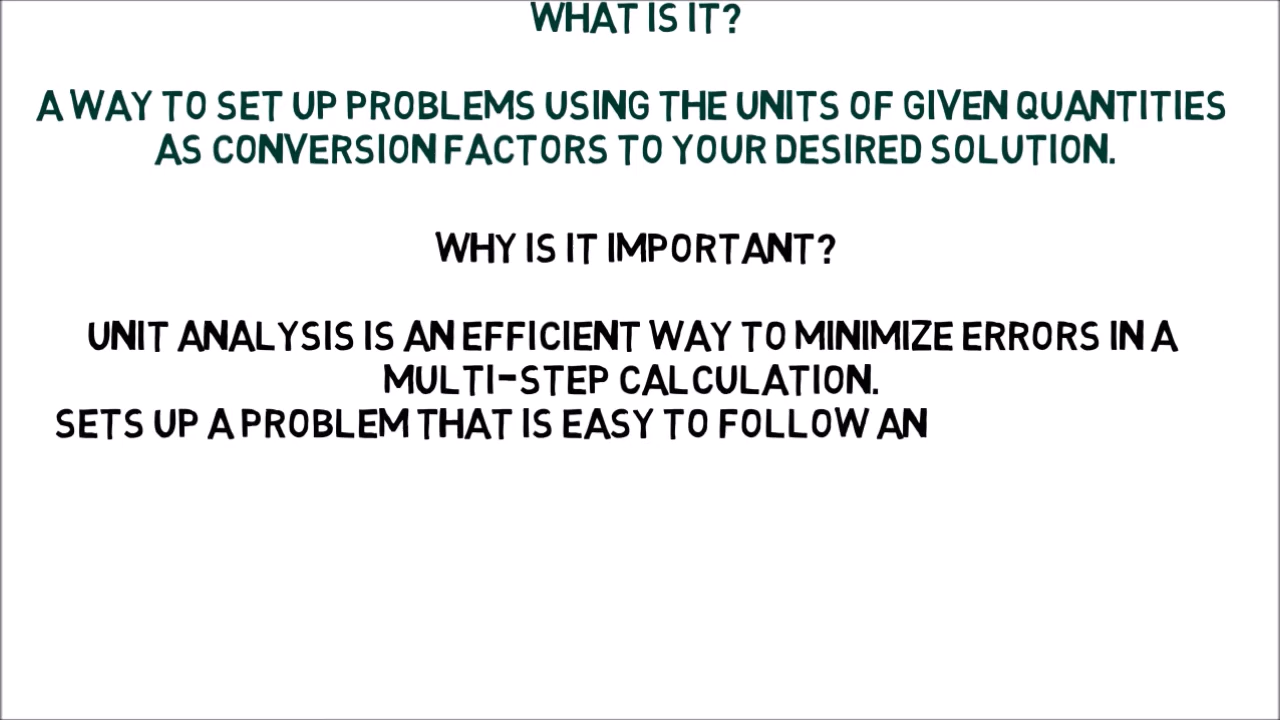 WHAT IS IT?
A WAY TO SET UP PROBLEMS USING THE UNITS OF GIVEN QUANTITIES
AS CONVERSION FACTORS TO YOUR DESIRED SOLUTION.
WHY IS IT IMPORTANT?
UNIT ANALYSIS IS AN EFFICIENT WAY TO MINIMIZE ERRORS IN A
MULTI-STEP CALCULATION.
SETS UP A PROBLEM THAT IS EASY TO FOLLOW AN